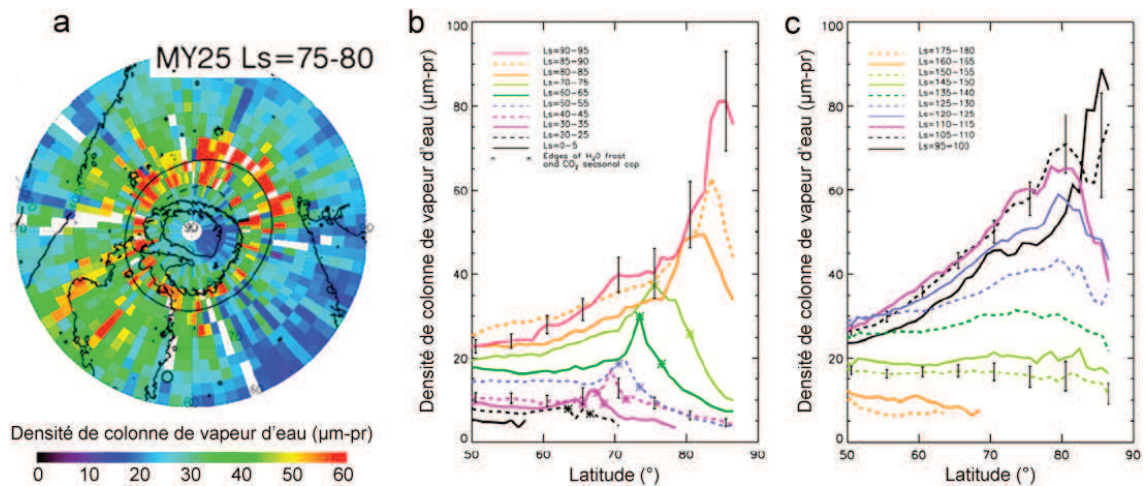 a
MY25 Ls=75-80
90
60
Densité de colonne de vapeur d'eau (µm-pr)
0 10 20 30 40 50 60
b
Densité de colonne de vapeur d'eau (µm-pr)
100
80
60
40
20
0
Ls=90-95
Ls=85-90
Ls=80-85
Ls=70-75
Ls=60-65
Ls=50-55
Ls=40-45
Ls=30-35
Ls=20-25
Ls=0-5
Edges of H₂O frost
and CO₂ seasonal cap
50 60 70 80 90
Latitude (°)
c
Densité de colonne de vapeur d'eau (µm-pr)
100
80
60
40
20
0
Ls=175-180
Ls=160-165
Ls=150-155
Ls=145-150
Ls=135-140
Ls=125-130
Ls=120-125
Ls=110-115
Ls=105-110
Ls=95-100
50 60 70 80 90
Latitude (°)